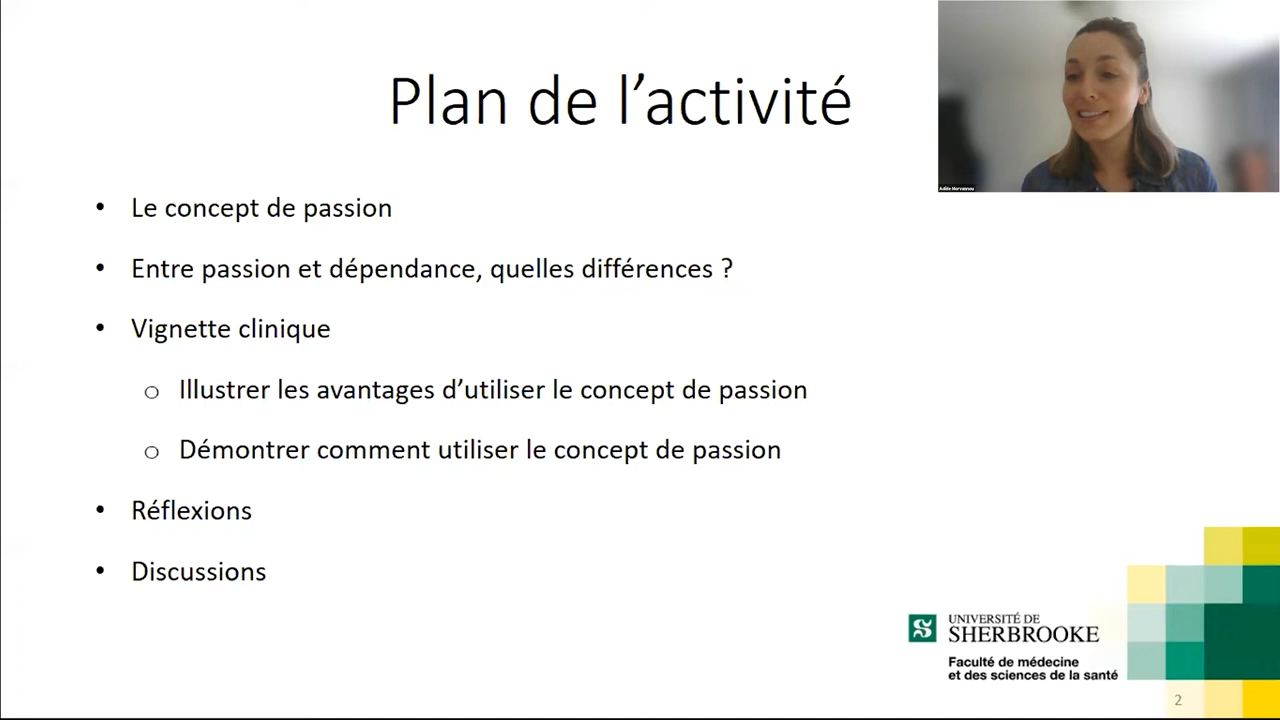 Plan de l’activité
• Le concept de passion
• Entre passion et dépendance, quelles différences ?
• Vignette clinique
o Illustrer les avantages d’utiliser le concept de passion
o Démontrer comment utiliser le concept de passion
• Réflexions
• Discussions
UNIVERSITÉ DE
SHERBROOKE
Faculté de médecine
et des sciences de la santé
2